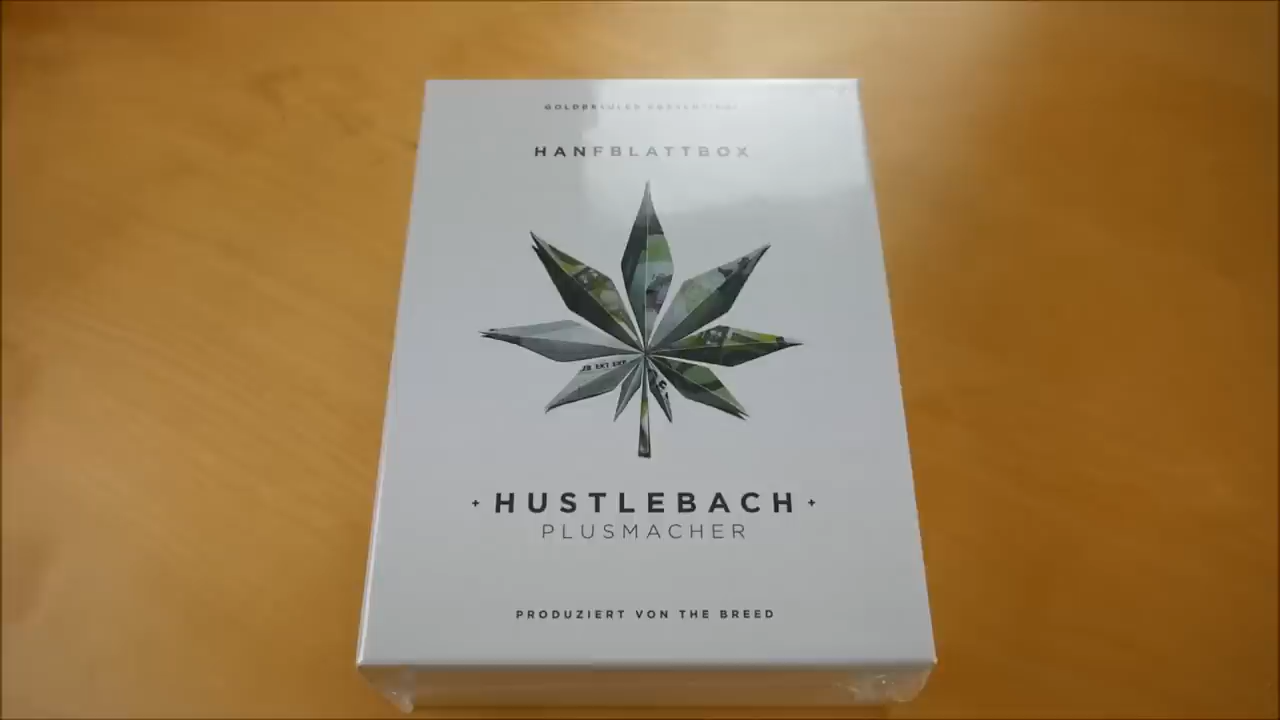 HANFBLATTBOX
+ HUSTLEBACH +
PLUSMACHER
PRODUZIERT VON THE BREED